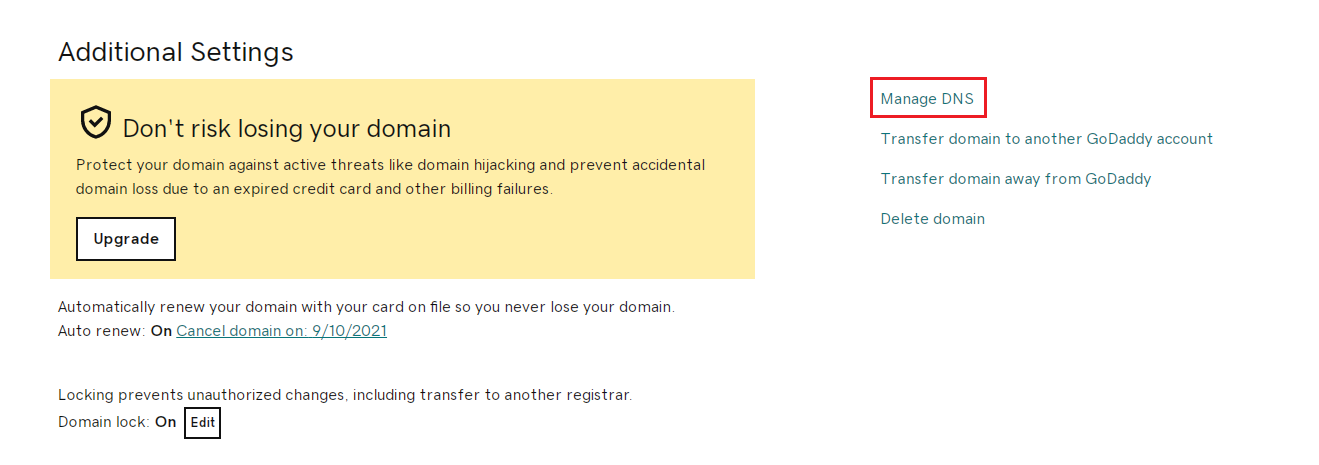 Additional Settings
Don't risk losing your domain
Protect your domain against active threats like domain hijacking and prevent accidental
domain loss due to an expired credit card and other billing failures.
Upgrade
Automatically renew your domain with your card on file so you never lose your domain.
Auto renew: On Cancel domain on: 9/10/2021
Locking prevents unauthorized changes, including transfer to another registrar.
Domain lock: On Edit
Manage DNS
Transfer domain to another GoDaddy account
Transfer domain away from GoDaddy
Delete domain